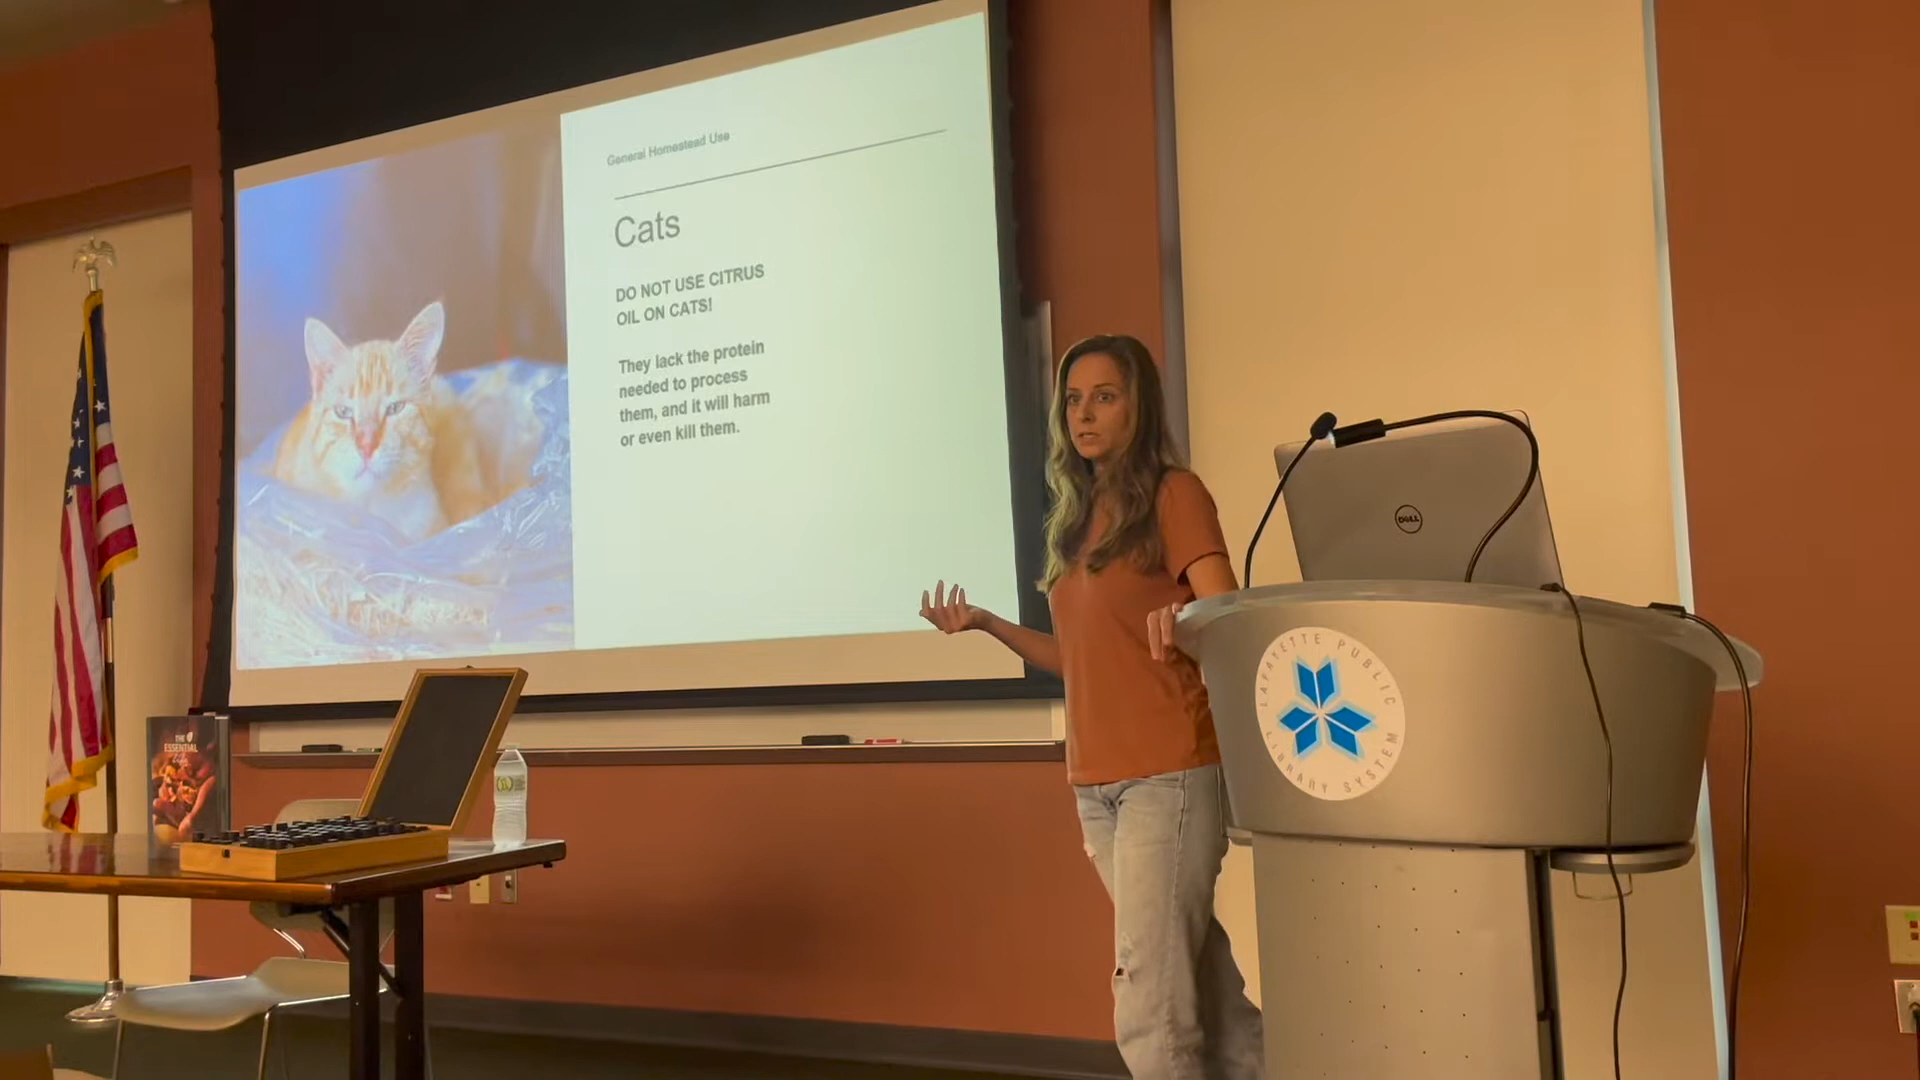 General Homestead Use
Cats
DO NOT USE CITRUS
OIL ON CATS!
They lack the protein
needed to process
them, and it will harm
or even kill them.
THE
ESSENTIAL
life
DELL
LAFAYETTE PUBLIC
LIBRARY SYSTEM